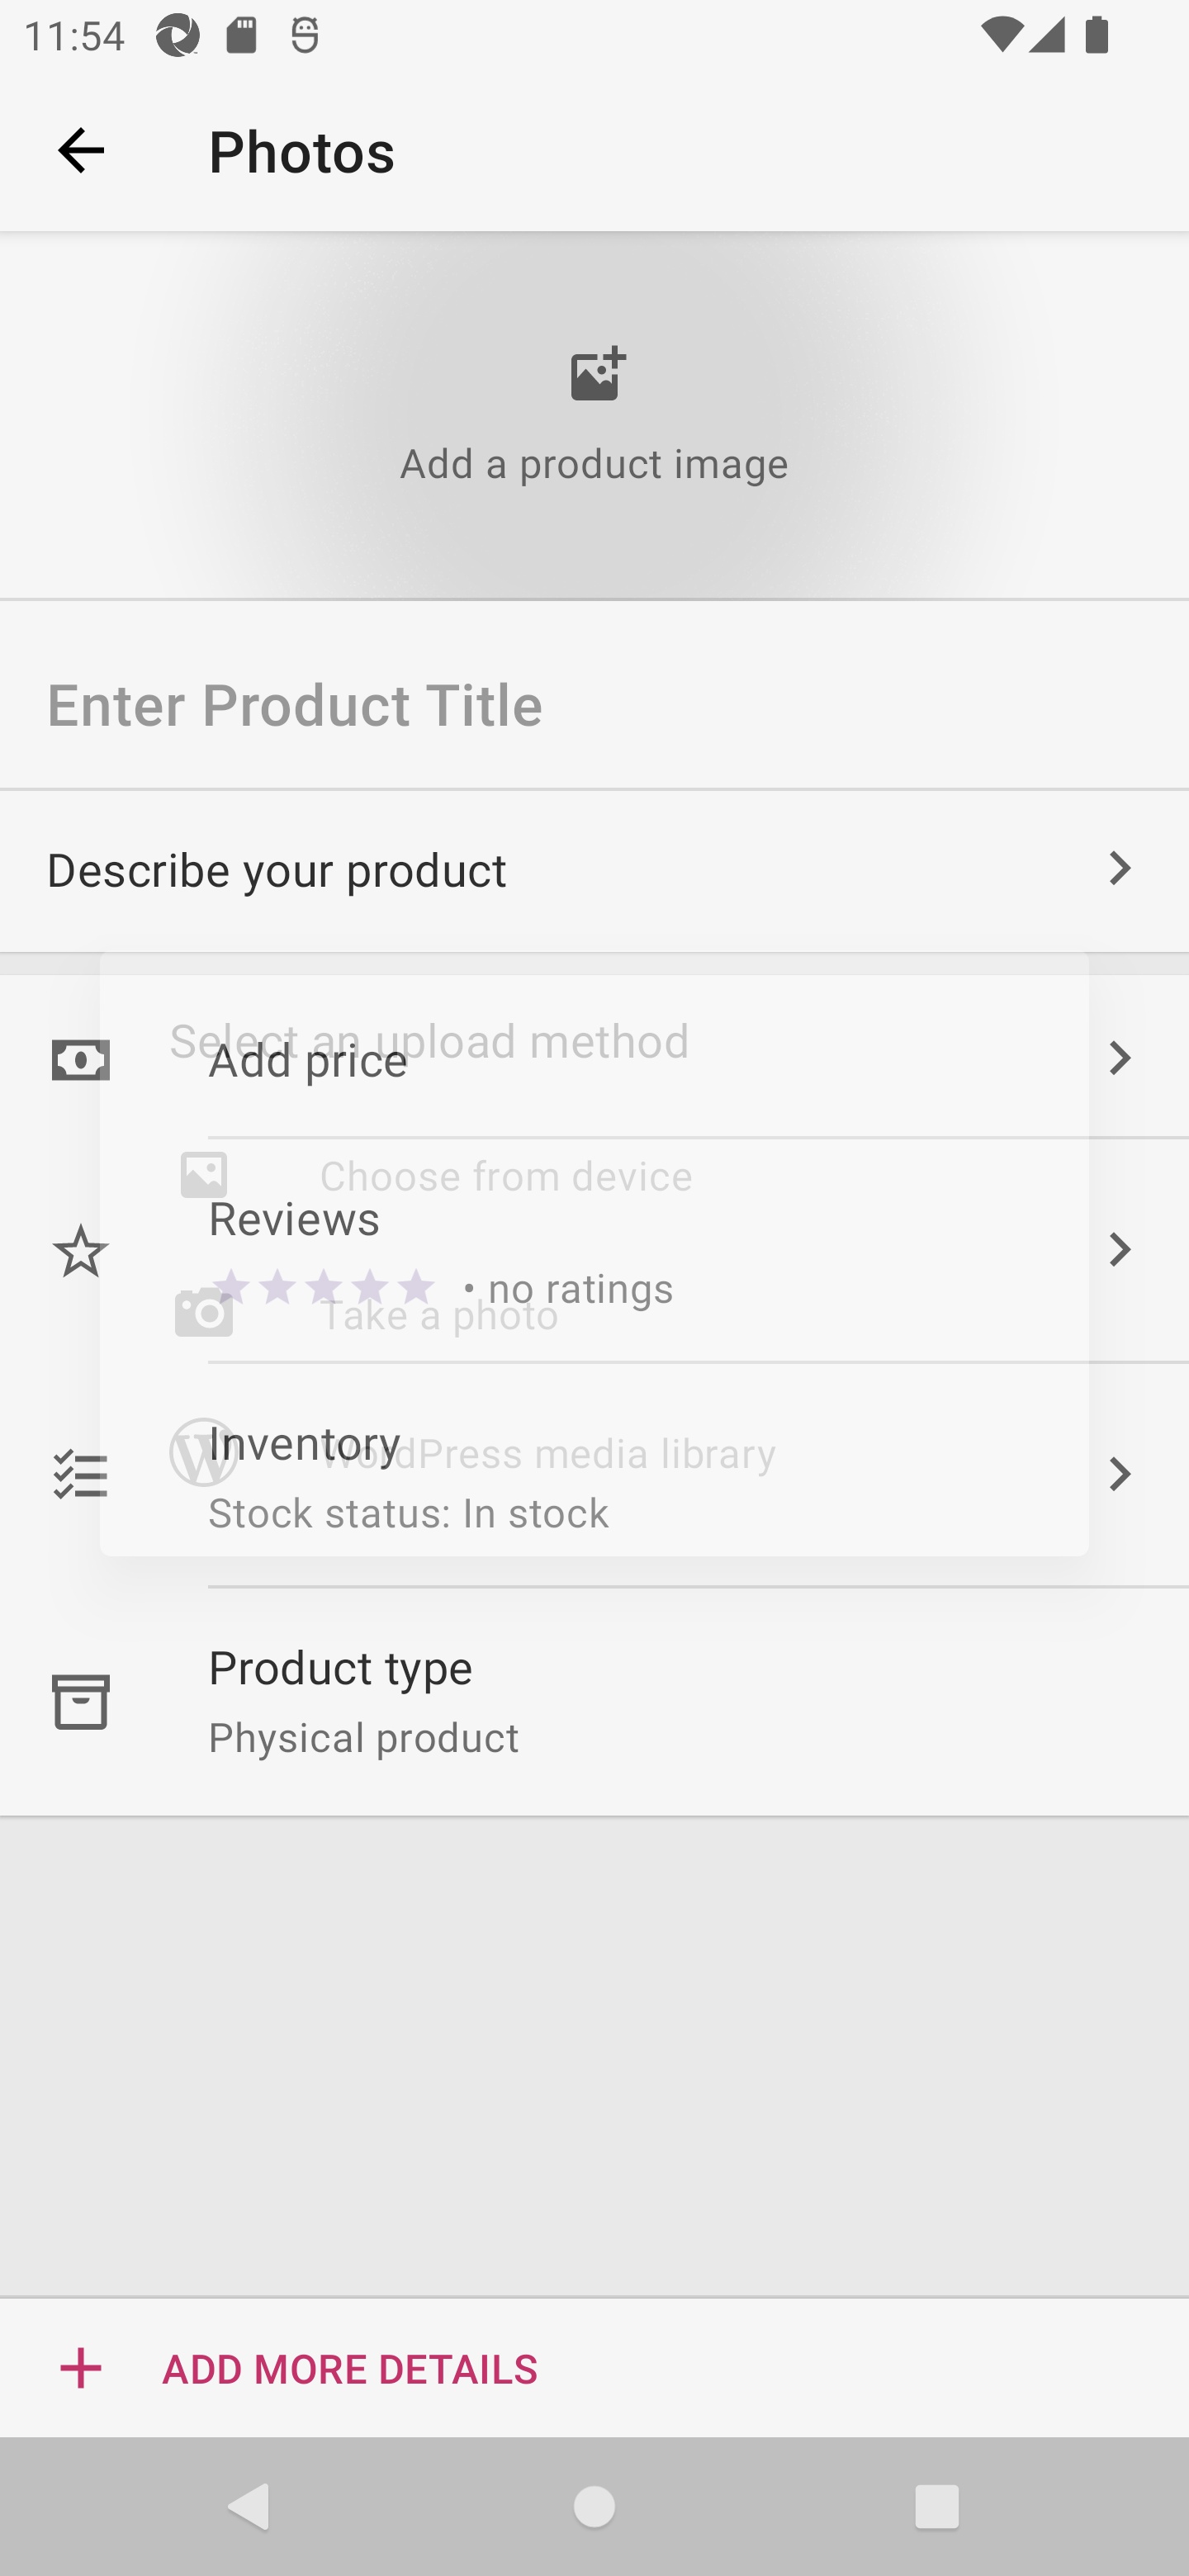 11:54
Photos
Add a product image
Enter Product Title
Describe your product
Select an upload method
Add price
Choose from device
Reviews
• no ratings
Take a photo
Inventory
WordPress media library
Stock status: In stock
Product type
Physical product
ADD MORE DETAILS